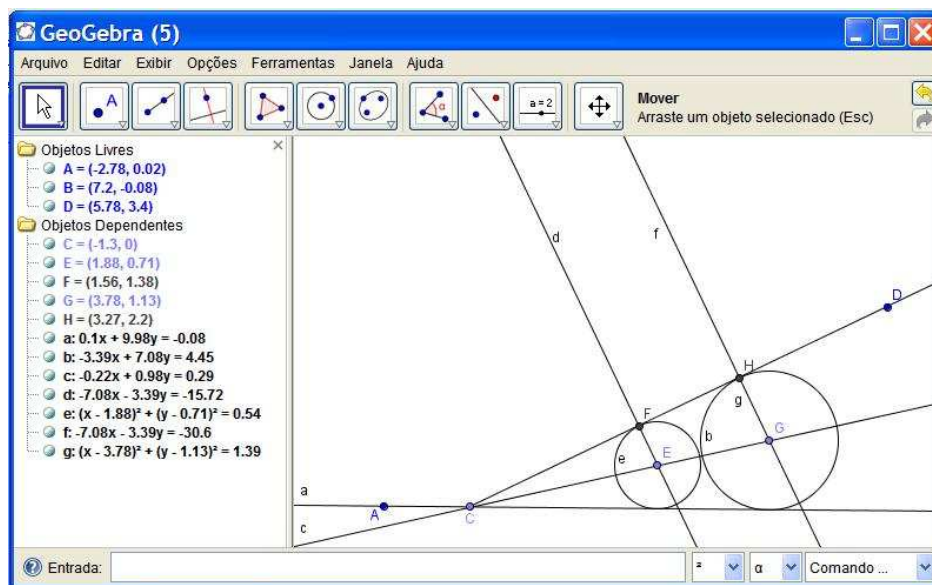 GeoGebra (5)
Arquivo Editar Exibir Opções Ferramentas Janela Ajuda
A
α
a = 2
Mover
Arraste um objeto selecionado (Esc)
Objetos Livres
A = (-2.78, 0.02)
B = (7.2, -0.08)
D = (5.78, 3.4)
Objetos Dependentes
C = (-1.3, 0)
E = (1.88, 0.71)
F = (1.56, 1.38)
G = (3.78, 1.13)
H = (3.27, 2.2)
a: 0.1x + 9.98y = -0.08
b: -3.39x + 7.08y = 4.45
c: -0.22x + 0.98y = 0.29
d: -7.08x - 3.39y = -15.72
e: (x - 1.88)² + (y - 0.71)² = 0.54
f: -7.08x - 3.39y = -30.6
g: (x - 3.78)² + (y - 1.13)² = 1.39
d
f
D
H
g
F
b
G
e
E
a
A
C
c
Entrada:
²
α
Comando ...